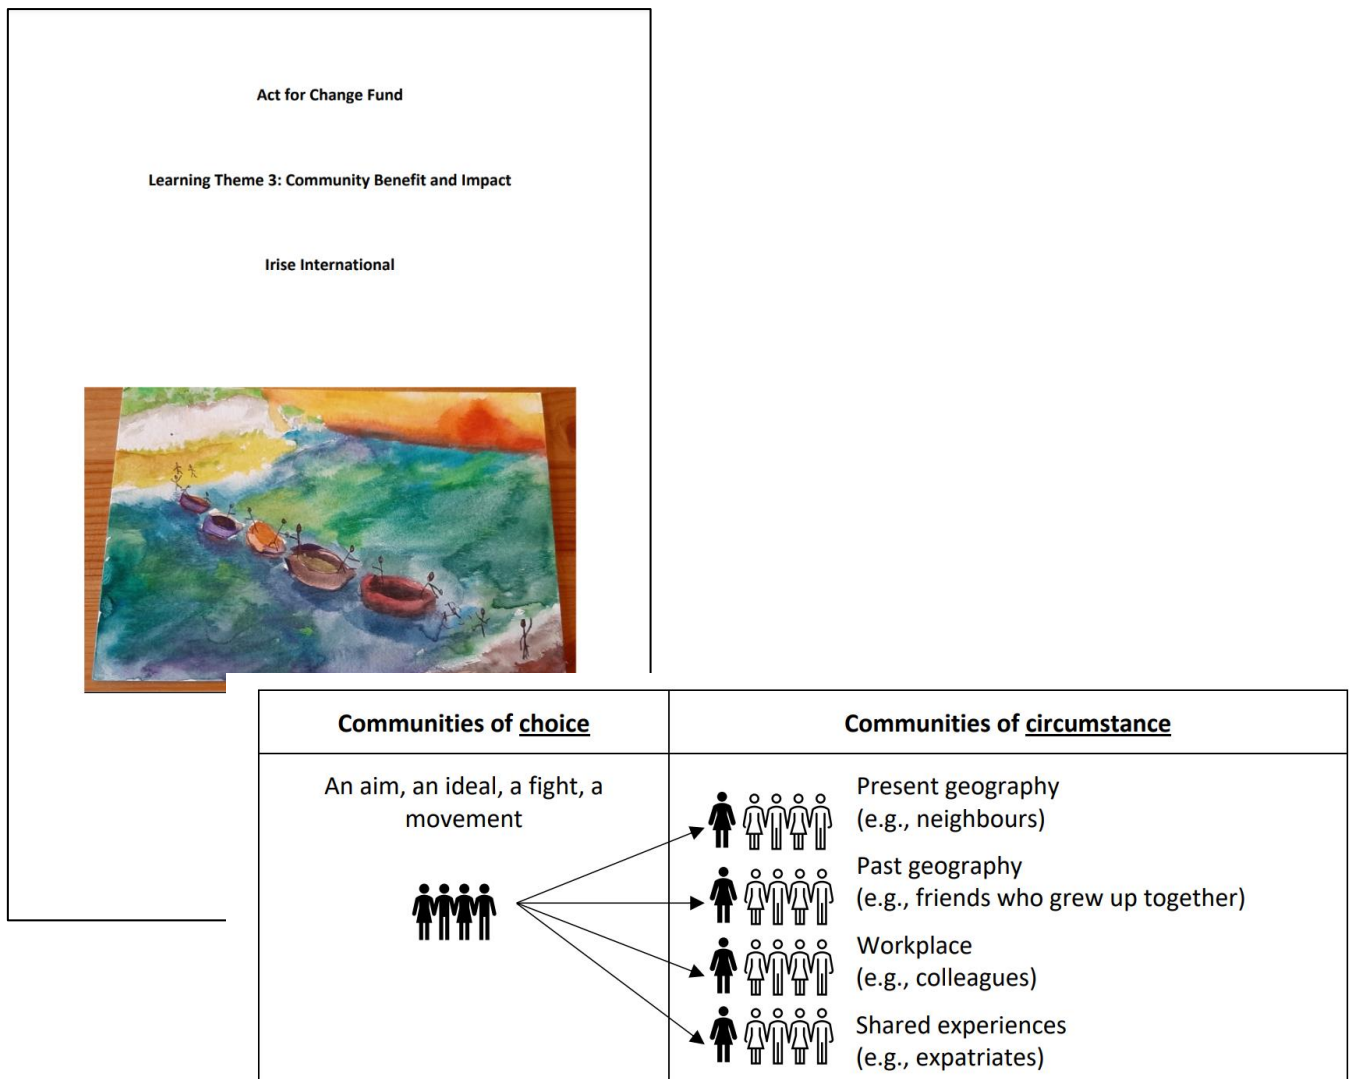 Act for Change Fund
Learning Theme 3: Community Benefit and Impact
Irise International
Communities of choice
Communities of circumstance
An aim, an ideal, a fight, a
movement
Present geography
(e.g., neighbours)
Past geography
(e.g., friends who grew up together)
Workplace
(e.g., colleagues)
Shared experiences
(e.g., expatriates)